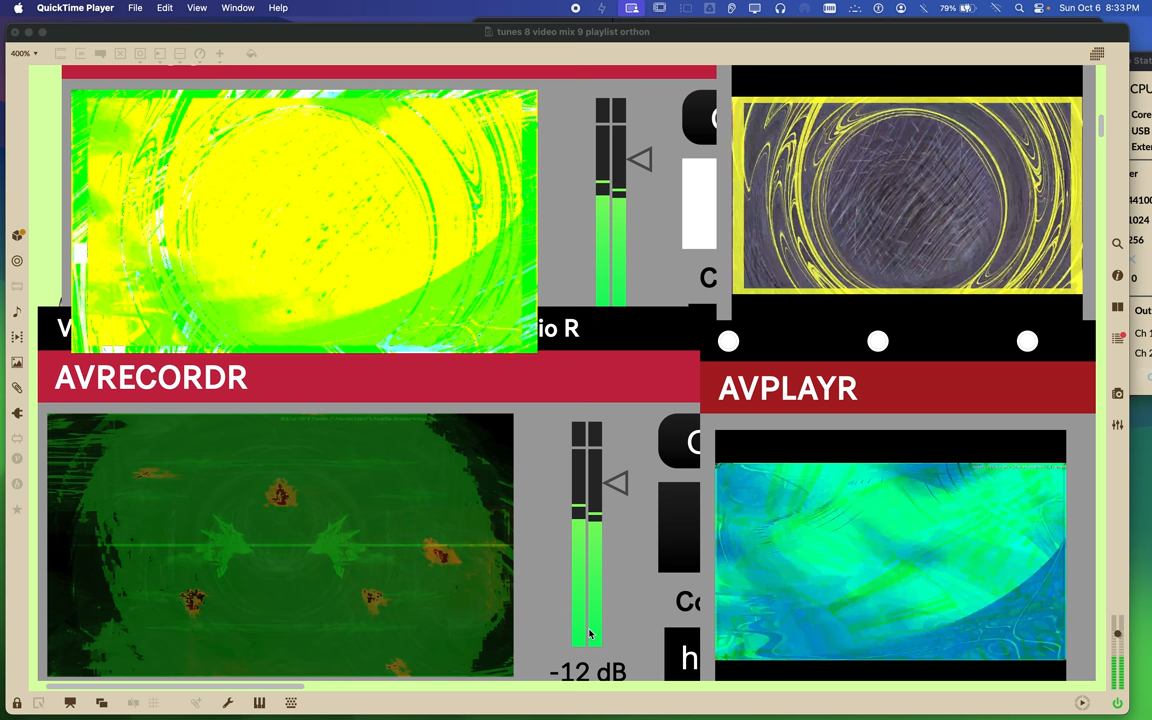 QuickTime Player File Edit View Window Help 79% Sun Oct 6 8:33 PM
tunes 8 video mix 9 playlist orthon
Stat
400%
CPU
Core
USB
Exter
er
44100
1024
256
0
Out
Ch 1
Ch 2
C
V
io R
AVRECORDR
AVPLAYR
C
Co
h
-12 dB